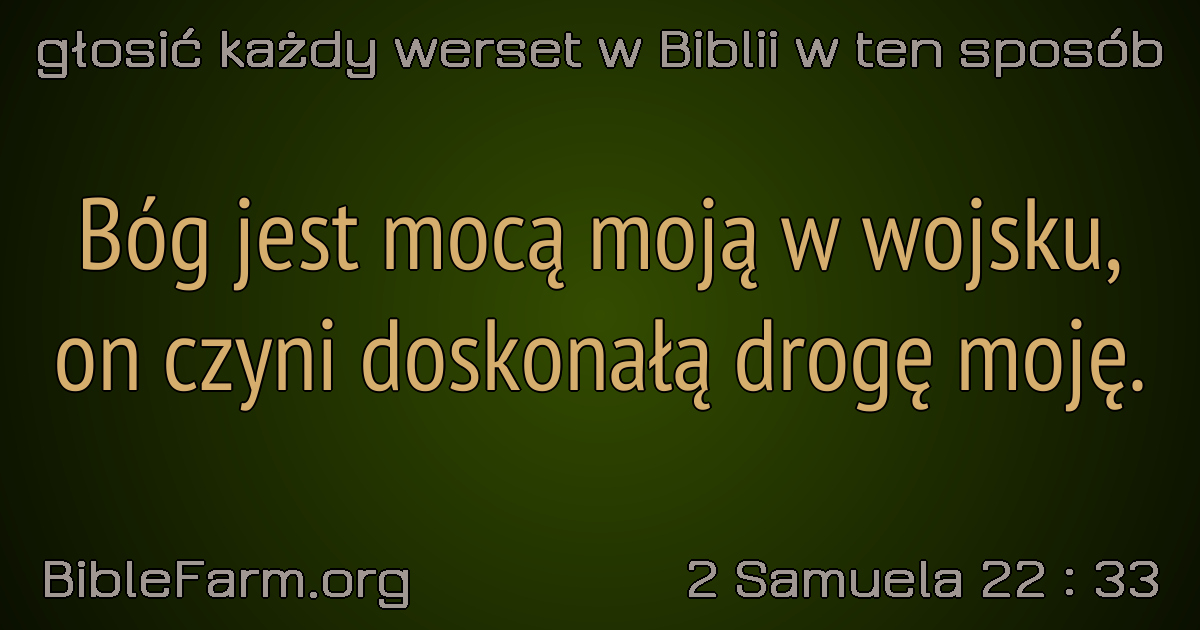 głosić każdy werset w Biblii w ten sposób
Bóg jest mocą moją w wojsku,
on czyni doskonałą drogę moję.
BibleFarm.org
2 Samuela 22 : 33